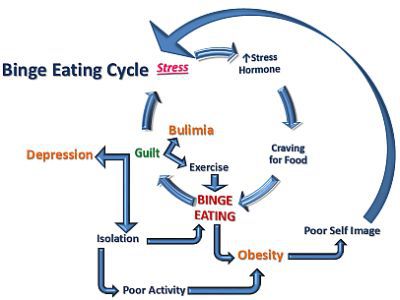 Binge Eating Cycle
Stress
↑Stress
Hormone
Craving
for Food
Bulimia
Guilt
Exercise
Depression
BINGE
EATING
Isolation
Obesity
Poor Self Image
Poor Activity